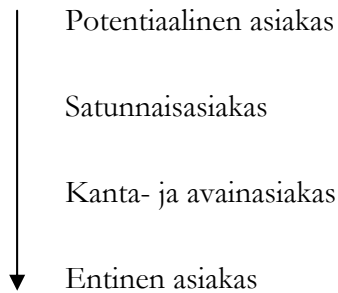 Potentiaalinen asiakas
Satunnaisasiakas
Kanta- ja avainasiakas
Entinen asiakas